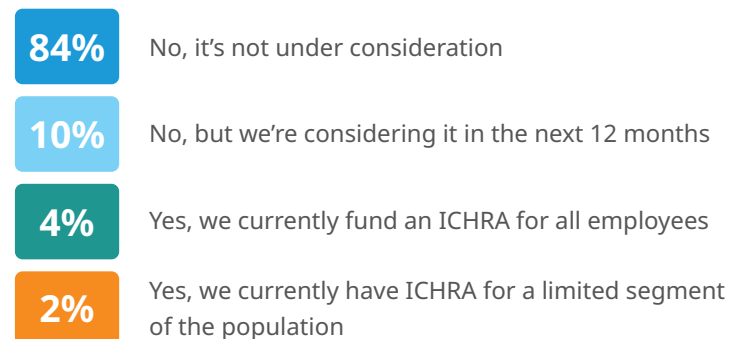 84% No, it’s not under consideration
10% No, but we’re considering it in the next 12 months
4% Yes, we currently fund an ICHRA for all employees
2% Yes, we currently have ICHRA for a limited segment
of the population